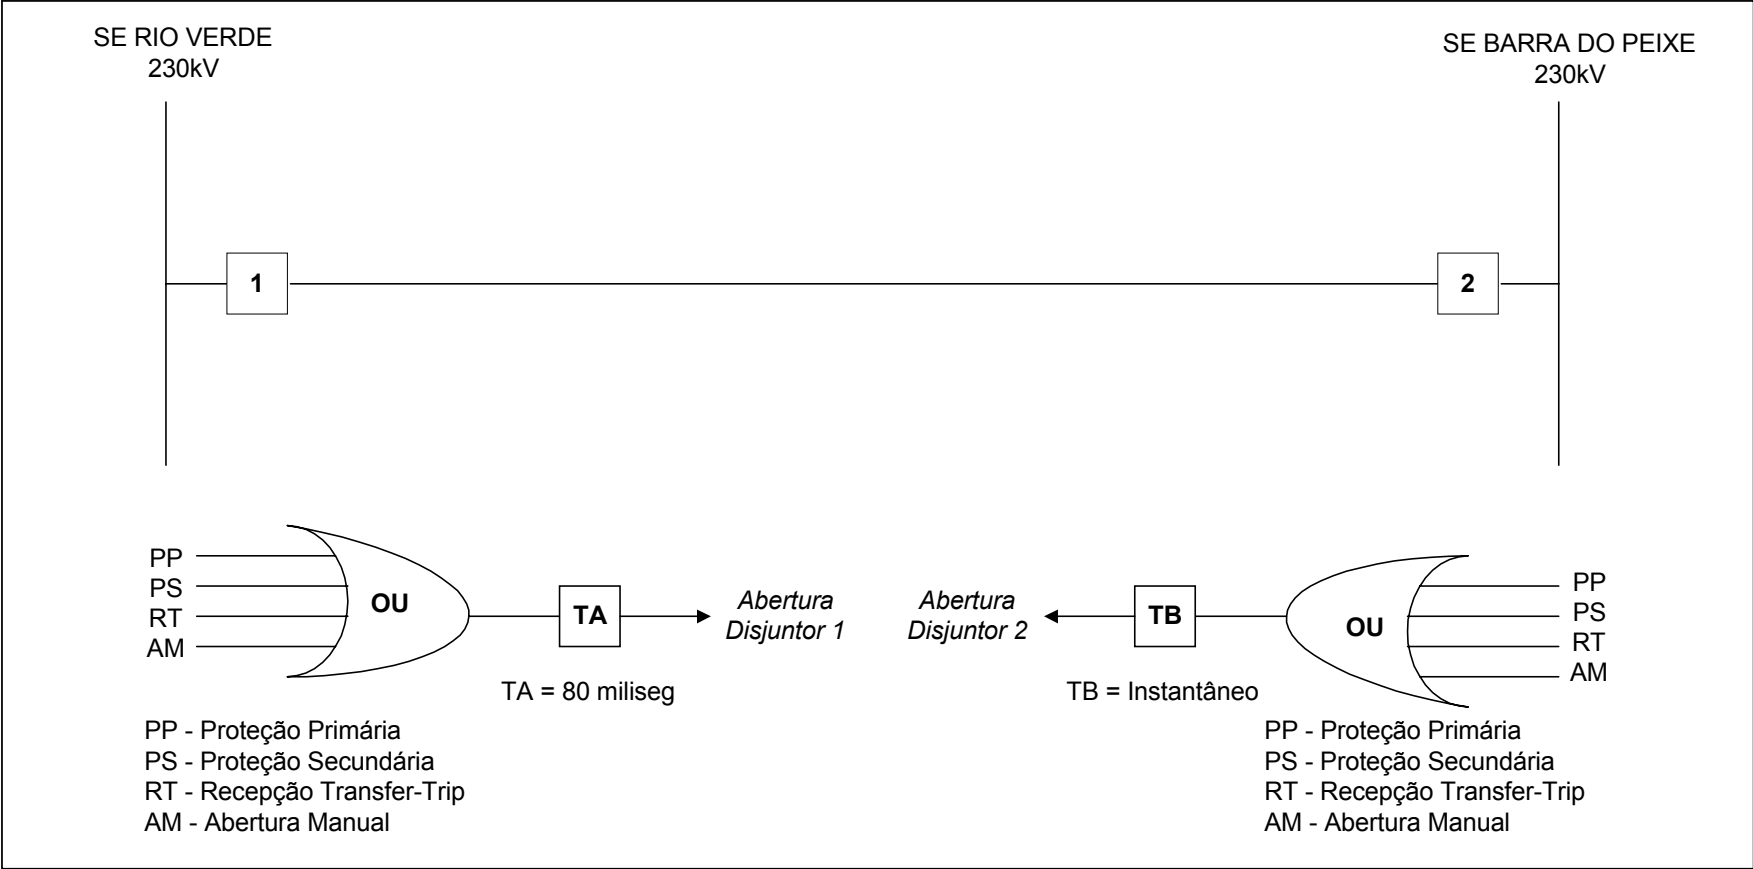 SE RIO VERDE
230kV
SE BARRA DO PEIXE
230kV
1
2
PP
PS
RT
AM
OU
TA
Abertura
Disjuntor 1
TA = 80 miliseg
Abertura
Disjuntor 2
TB
OU
PP
PS
RT
AM
TB = Instantâneo
PP - Proteção Primária
PS - Proteção Secundária
RT - Recepção Transfer-Trip
AM - Abertura Manual
PP - Proteção Primária
PS - Proteção Secundária
RT - Recepção Transfer-Trip
AM - Abertura Manual